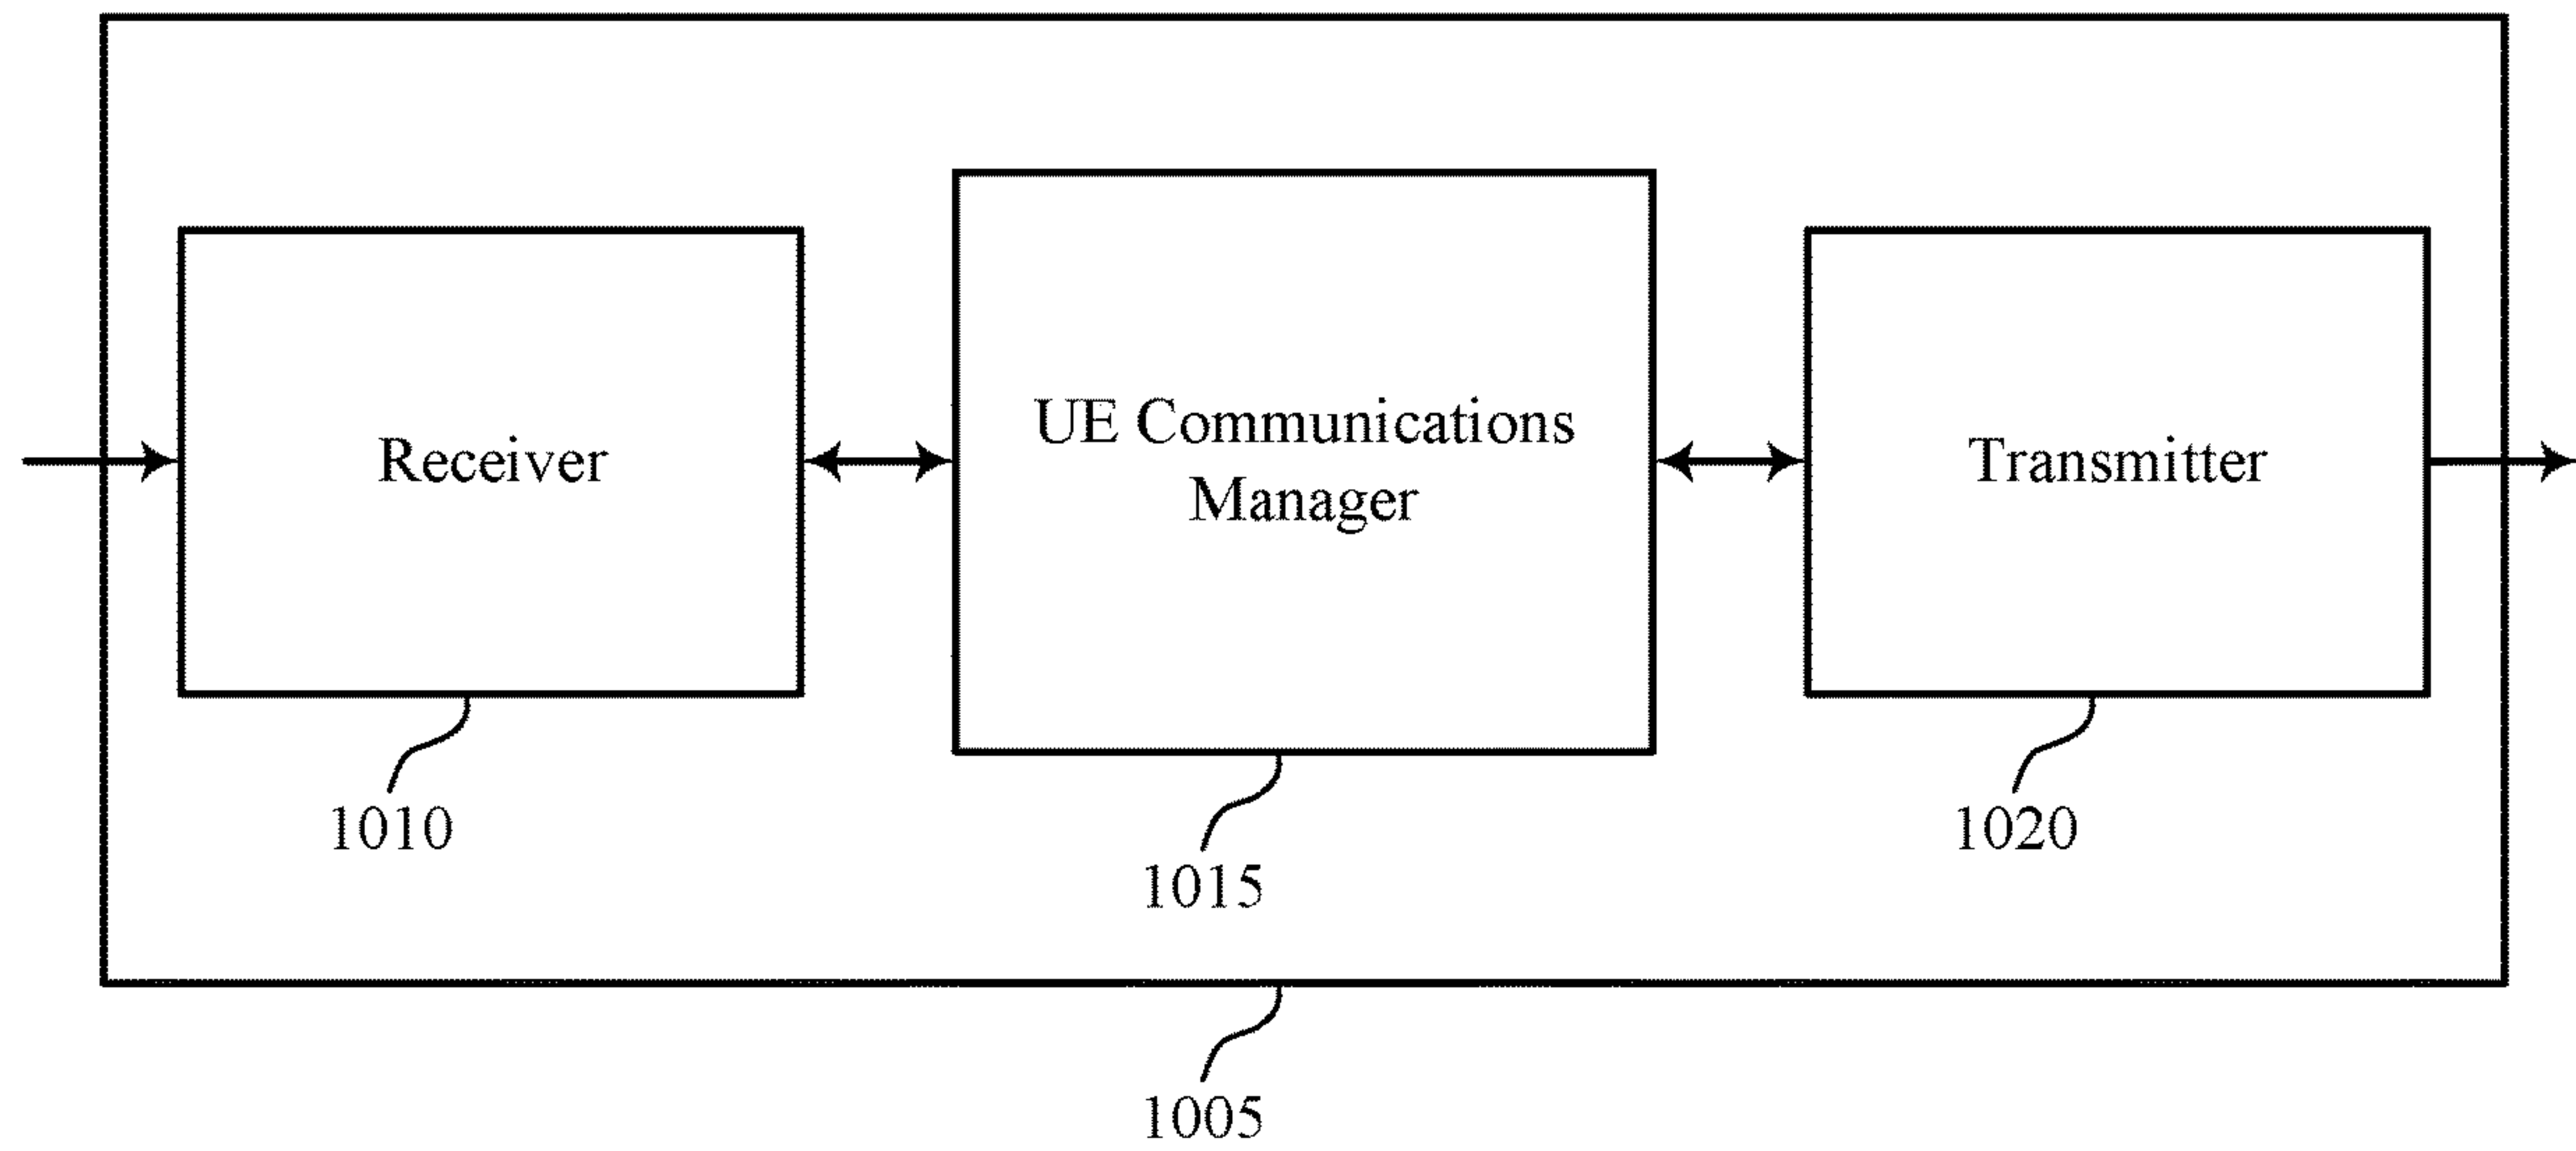 Receiver
UE Communications
Manager
Transmitter
1010
1015
1020
1005